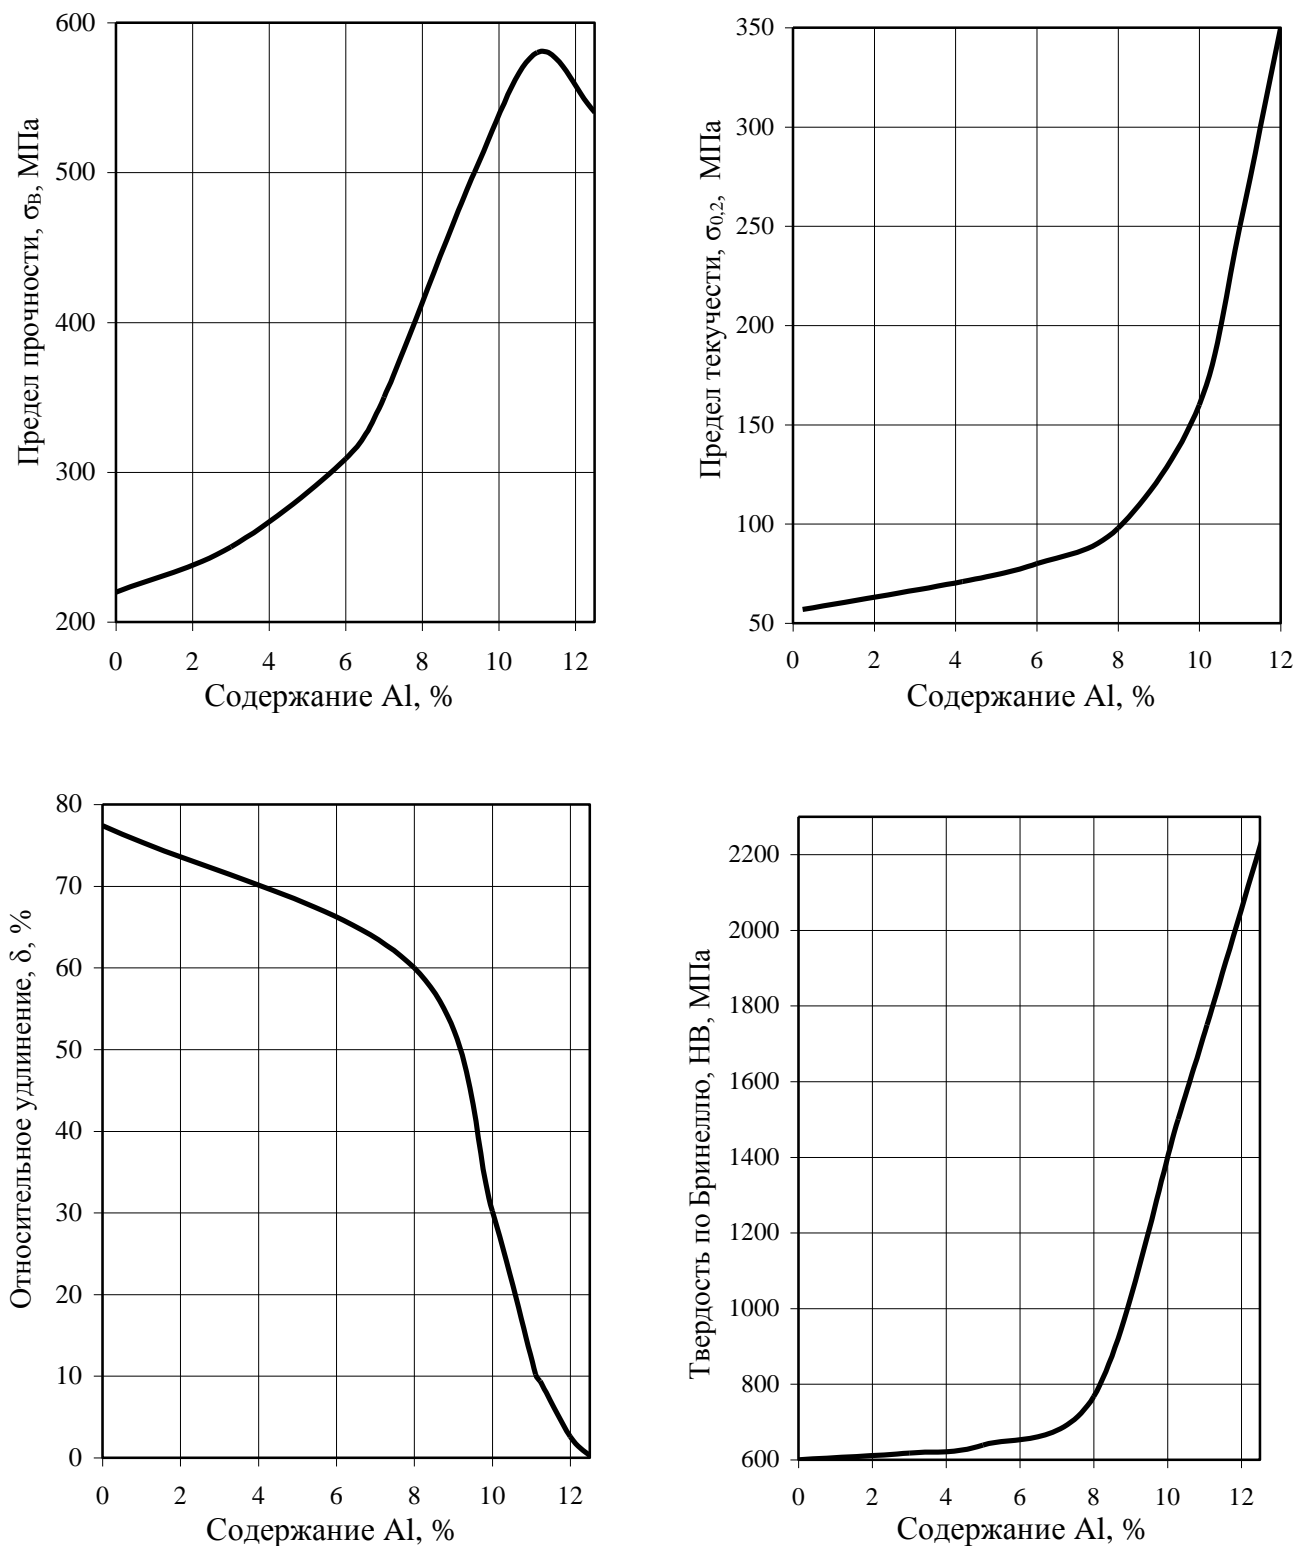 600
500
400
300
200
Предел прочности, σВ, МПа
0 2 4 6 8 10 12
Содержание Al, %
350
300
250
200
150
100
50
Предел текучести, σ0,2, МПа
0 2 4 6 8 10 12
Содержание Al, %
80
70
60
50
40
30
20
10
0
Относительное удлинение, δ, %
0 2 4 6 8 10 12
Содержание Al, %
2200
2000
1800
1600
1400
1200
1000
800
600
Твердость по Бринеллю, НВ, МПа
0 2 4 6 8 10 12
Содержание Al, %